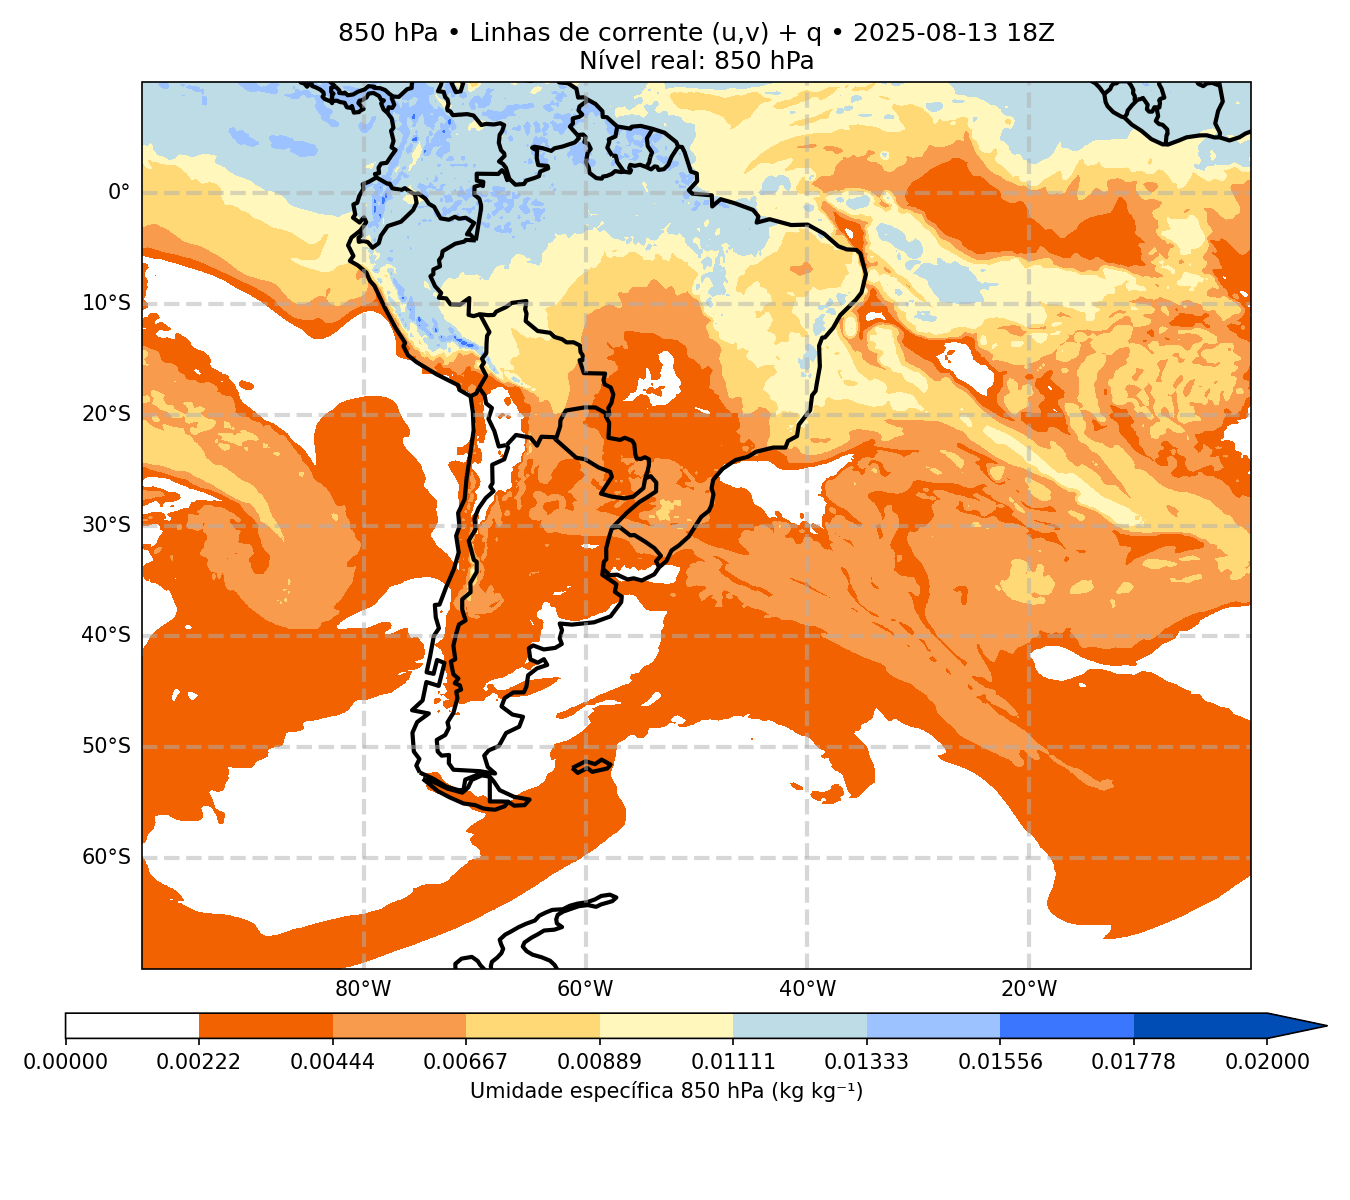 850 hPa • Linhas de corrente (u,v) + q • 2025-08-13 18Z
Nível real: 850 hPa
0°
10°S
20°S
30°S
40°S
50°S
60°S
80°W 60°W 40°W 20°W
0.00000 0.00222 0.00444 0.00667 0.00889 0.01111 0.01333 0.01556 0.01778 0.02000
Umidade específica 850 hPa (kg kg⁻¹)